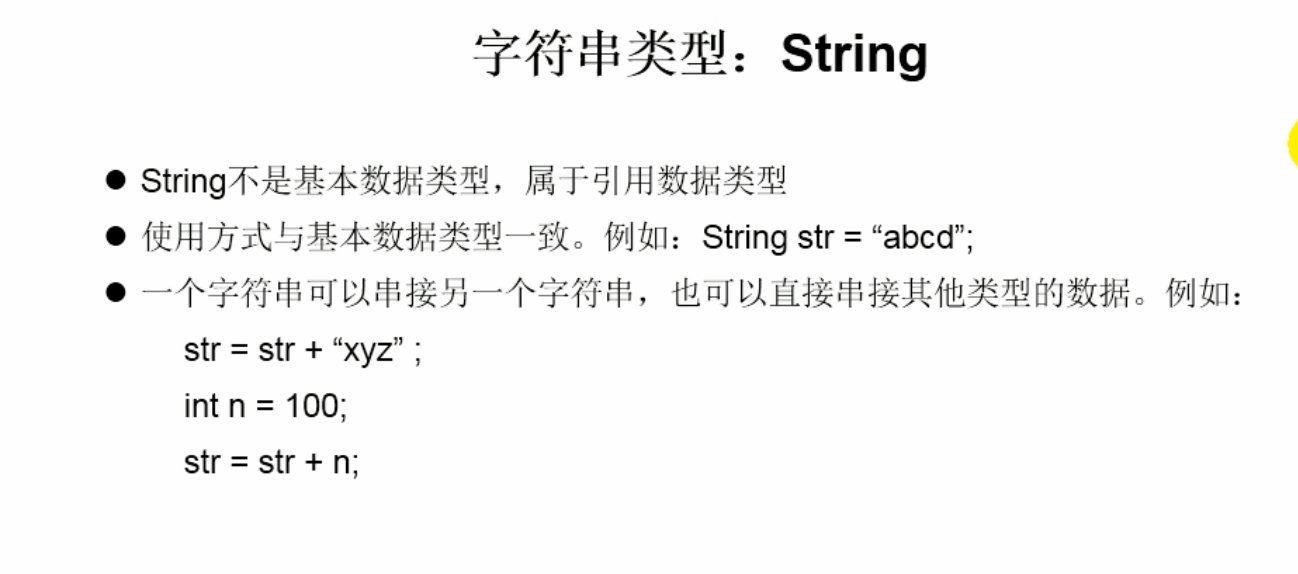 字符串类型：String
● String不是基本数据类型，属于引用数据类型
● 使用方式与基本数据类型一致。例如：String str = “abcd”;
● 一个字符串可以串接另一个字符串，也可以直接串接其他类型的数据。例如：
str = str + “xyz” ;
int n = 100;
str = str + n;